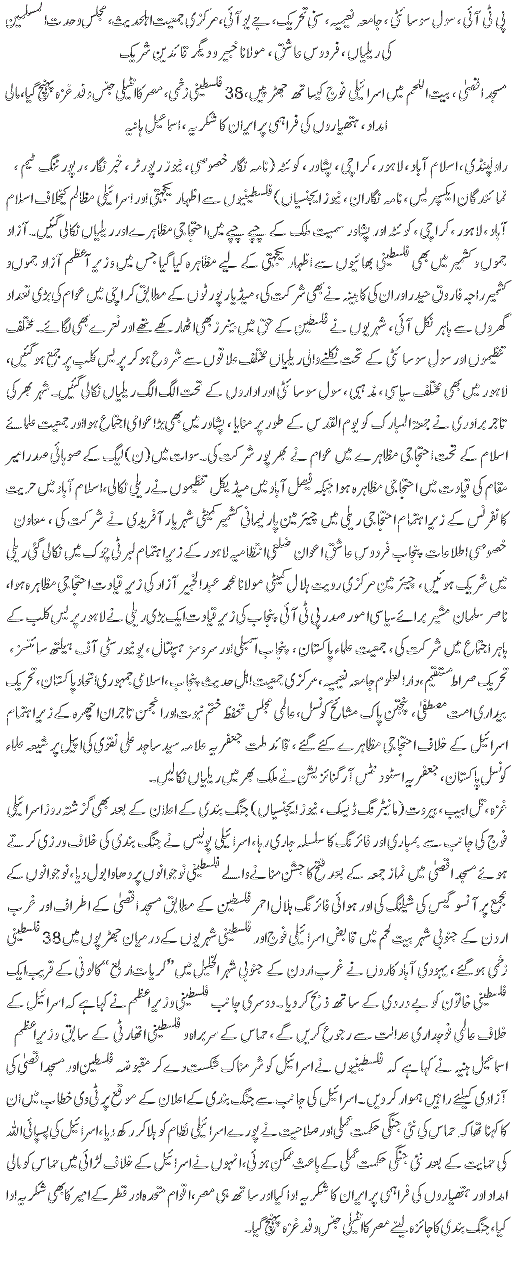 پی ٹی آئی، سول سوسائٹی، جامعہ نعیمیہ، سنی تحریک، جے یو آئی، مرکزی جمعیت اہلحدیث، مجلس وحدت المسلمین
کی ریلیاں، فردوس عاشق، مولانا خبیر و دیگر قائدین شریک
مسجد اقصیٰ، بیت اللحم میں اسرائیلی فوج کیساتھ جھڑپیں، 38 فلسطینی زخمی، مصر کا انٹیلی جنس وفد غزہ پہنچ گیا، مالی
امداد، ہتھیاروں کی فراہمی پر ایران کا شکریہ، اسماعیل ہانیہ
راولپنڈی، اسلام آباد، لاہور، کراچی، پشاور، کوئٹہ (نامہ نگار خصوصی، نیوز رپورٹر، خبر نگار، رپورٹنگ ٹیم،
نمائندگان ایکسپریس، نامہ نگاران، نیوز ایجنسیاں) فلسطینیوں سے اظہار یکجہتی اور اسرائیلی مظالم کیخلاف اسلام
آباد، لاہور، کراچی، کوئٹہ اور پشاور سمیت ملک کے چپے چپے میں احتجاجی مظاہرے اور ریلیاں نکالی گئیں۔ آزاد
جموں و کشمیر میں بھی فلسطینی بھائیوں سے اظہار یکجہتی کے لیے مظاہرہ کیا گیا جس میں وزیر اعظم آزاد جموں و
کشمیر راجہ فاروق حیدر اور ان کی کابینہ نے بھی شرکت کی، میڈیا رپورٹوں کے مطابق کراچی میں عوام کی بڑی تعداد
گھروں سے باہر نکل آئی، شہریوں نے فلسطین کے حق میں بینرز بھی اٹھا رکھے تھے اور نعرے بھی لگائے۔ مختلف
تنظیموں اور سول سوسائٹی کے تحت نکلنے والی ریلیاں مختلف علاقوں سے شروع ہو کر پریس کلب پر جمع ہو گئیں،
لاہور میں بھی مختلف سیاسی، مذہبی، سول سوسائٹی اور اداروں کے تحت الگ الگ ریلیاں نکالی گئیں۔ شہر بھر کی
تاجر برادری نے جمعۃ المبارک کو یوم القدس کے طور پر منایا، پشاور میں بھی بڑا عوامی اجتماع ہوا اور جمعیت علمائے
اسلام کے تحت احتجاجی مظاہرے میں عوام نے بھرپور شرکت کی۔ سوات میں (ن) لیگ کے صوبائی صدر امیر
مقام کی قیادت میں احتجاجی مظاہرہ ہوا جبکہ فیصل آباد میں میڈیکل تنظیموں نے ریلی نکالی، اسلام آباد میں حریت
کانفرنس کے زیر اہتمام احتجاجی ریلی میں چیئرمین پارلیمانی کشمیر کمیٹی شہریار آفریدی نے شرکت کی، معاون
خصوصی اطلاعات پنجاب فردوس عاشق اعوان ضلعی انتظامیہ لاہور کے زیر اہتمام لبرٹی چوک میں نکالی گئی ریلی
میں شریک ہوئیں، چیئرمین مرکزی رویت ہلال کمیٹی مولانا محمد عبدالخبیر آزاد کی زیر قیادت احتجاجی مظاہرہ ہوا،
ناصر سلمان مشیر برائے سیاسی امور صدر پی ٹی آئی پنجاب کی زیر قیادت ایک بڑی ریلی نے لاہور پریس کلب کے
باہر اجتماع میں شرکت کی، جمعیت علماء پاکستان، پنجاب اسمبلی اور سروسز ہسپتال، یونیورسٹی آف ہیلتھ سائنسز،
تحریک صراط مستقیم، دارالعلوم جامعہ نعیمیہ، مرکزی جمعیت اہل حدیث پنجاب، اسلامی جمہوری اتحاد پاکستان، تحریک
بیداری امت مصطفیٰ، پنجتن پاک مشائخ کونسل، عالمی مجلس تحفظ ختم نبوت اور انجمن تاجران اچھرہ کے زیر اہتمام
اسرائیل کے خلاف احتجاجی مظاہرے کئے گئے، قائد ملت جعفریہ علامہ سید ساجد علی نقوی کی اپیل پر شیعہ علماء
کونسل پاکستان، جعفریہ اسٹوڈنٹس آرگنائزیشن نے ملک بھر میں ریلیاں نکالیں۔
غزہ، تل ابیب، بیروت (مانیٹرنگ ڈیسک، نیوز ایجنسیاں) جنگ بندی کے اعلان کے بعد بھی گزشتہ روز اسرائیلی
فوج کی جانب سے بمباری اور فائرنگ کا سلسلہ جاری رہا، اسرائیلی پولیس نے جنگ بندی کی خلاف ورزی کرتے
ہوئے مسجد اقصیٰ میں نماز جمعہ کے بعد فتح کا جشن منانے والے فلسطینی نوجوانوں پر دھاوا بول دیا، نوجوانوں کے
مجمع پر آنسو گیس کی شیلنگ کی اور ہوائی فائرنگ ہلال احمر فلسطین کے مطابق مسجد اقصیٰ کے اطراف اور غرب
اردن کے جنوبی شہر بیت لحم میں قابض اسرائیلی فوج اور فلسطینی شہریوں کے درمیان جھڑپوں میں 38 فلسطینی
زخمی ہو گئے، یہودی آباد کاروں نے غرب اردن کے جنوبی شہر الخلیل میں ”کریات اربع“ کالونی کے قریب ایک
فلسطینی خاتون کو بے دردی کے ساتھ ذبح کر دیا۔ دوسری جانب فلسطینی وزیر اعظم نے کہا ہے کہ اسرائیل کے
خلاف عالمی فوجداری عدالت سے رجوع کریں گے، حماس کے سربراہ و فلسطینی اتھارٹی کے سابق وزیر اعظم
اسماعیل ہنیہ نے کہا ہے کہ فلسطینیوں نے اسرائیل کو شرمناک شکست دے کر مقبوضہ فلسطین اور مسجد اقصیٰ کی
آزادی کیلئے راہیں ہموار کر دیں۔ اسرائیل کی جانب سے جنگ بندی کے اعلان کے موقع پر ٹی وی خطاب میں ان
کا کہنا تھا کہ حماس کی نئی جنگی حکمت عملی اور صلاحیت نے پورے اسرائیلی نظام کو ہلا کر رکھ دیا، اسرائیل کی پسپائی اللہ
کی حمایت کے بعد نئی جنگی حکمت عملی کے باعث ممکن ہوئی، انھوں نے اسرائیل کے خلاف لڑائی میں حماس کو مالی
امداد اور ہتھیاروں کی فراہمی پر ایران کا شکریہ ادا کیا اور ساتھ ہی مصر، اقوام متحدہ اور قطر کے امیر کا بھی شکریہ ادا
کیا، جنگ بندی کا جائزہ لینے مصر کا انٹیلی جنس وفد غزہ پہنچ گیا۔